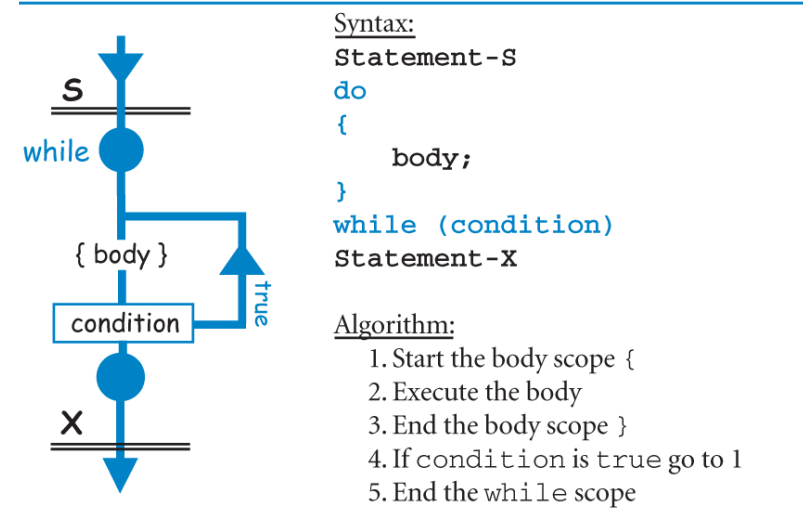 S
while
{ body }
condition
true
X
Syntax:
Statement-S
do
{
body;
}
while (condition)
Statement-X
Algorithm:
1. Start the body scope {
2. Execute the body
3. End the body scope }
4. If condition is true go to 1
5. End the while scope